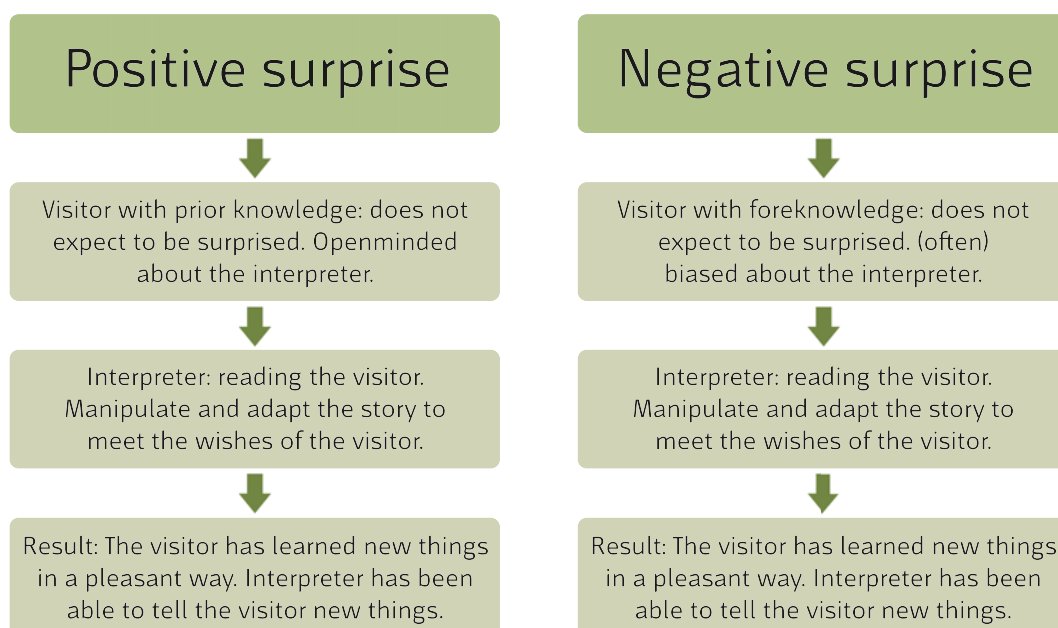 Positive surprise
Visitor with prior knowledge: does not
expect to be surprised. Openminded
about the interpreter.
Interpreter: reading the visitor.
Manipulate and adapt the story to
meet the wishes of the visitor.
Result: The visitor has learned new things
in a pleasant way. Interpreter has been
able to tell the visitor new things.
Negative surprise
Visitor with foreknowledge: does not
expect to be surprised. (often)
biased about the interpreter.
Interpreter: reading the visitor.
Manipulate and adapt the story to
meet the wishes of the visitor.
Result: The visitor has learned new things
in a pleasant way. Interpreter has been
able to tell the visitor new things.